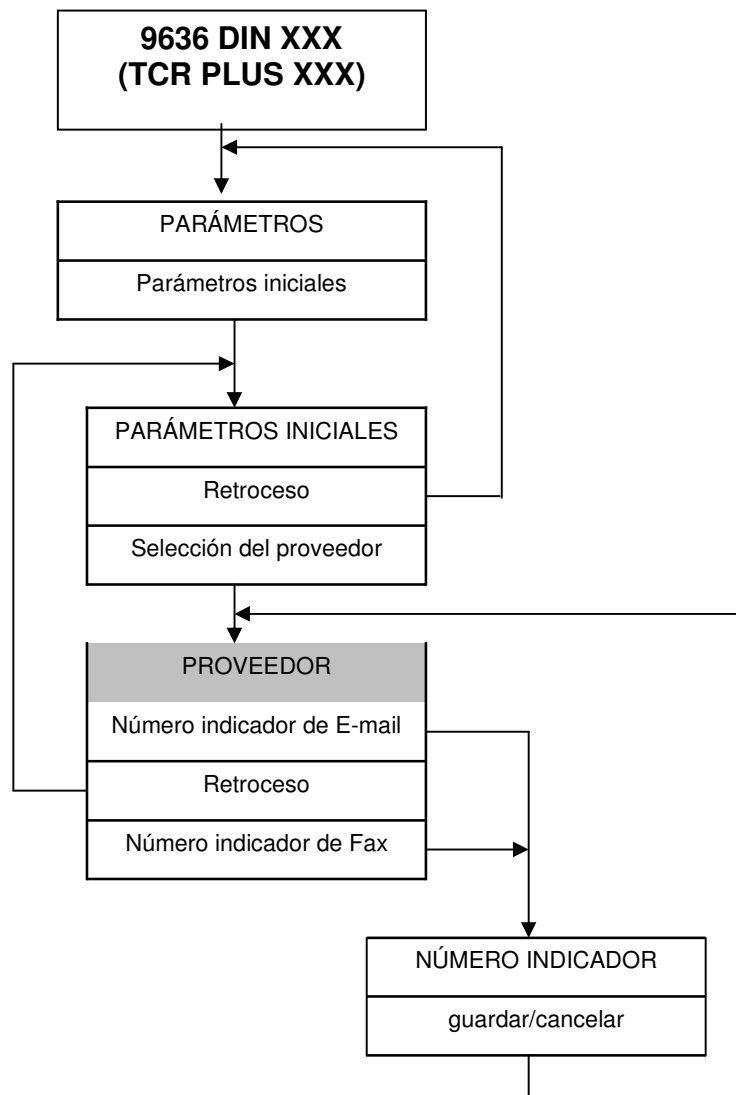 9636 DIN XXX
(TCR PLUS XXX)
PARÁMETROS
Parámetros iniciales
PARÁMETROS INICIALES
Retroceso
Selección del proveedor
PROVEEDOR
Número indicador de E-mail
Retroceso
Número indicador de Fax
NÚMERO INDICADOR
guardar/cancelar